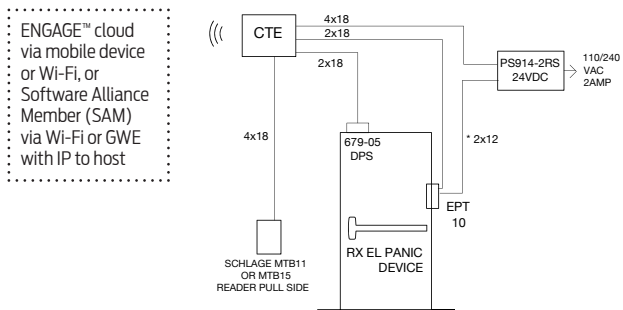 ENGAGE™ cloud
via mobile device
or Wi-Fi, or
Software Alliance
Member (SAM)
via Wi-Fi or GWE
with IP to host
CTE
4x18
2x18
2x18
4x18
PS914-2RS
24VDC
110/240
VAC
2AMP
679-05
DPS
* 2x12
EPT
10
RX EL PANIC
DEVICE
SCHLAGE MTB11
OR MTB15
READER PULL SIDE